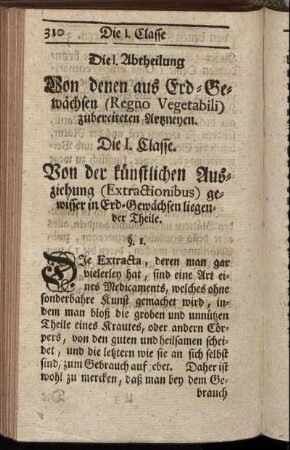 310 Die I. Classe
Die I. Abtheilung
Von denen aus Erd-Ge-
wächsen (Regno Vegetabili)
zubereiteten Artzneyen.
Die I. Classe.
Von der künstlichen Aus-
ziehung (Extractionibus) ge-
wisser in Erd-Gewächsen liegen-
der Theile.
§. 1.
DIe Extracta, deren man gar
vielerley hat, sind eine Art ei-
nes Medicaments, welches ohne
sonderbahre Kunst gemacht wird, in-
dem man bloß die groben und unnützen
Theile eines Krautes, oder andern Cör-
pers, von den guten und heilsamen schei-
det, und die letztern wie sie an sich selbst
sind, zum Gebrauch auf ebet. Daher ist
wohl zu mercken, daß man bey dem Ge-
brauch